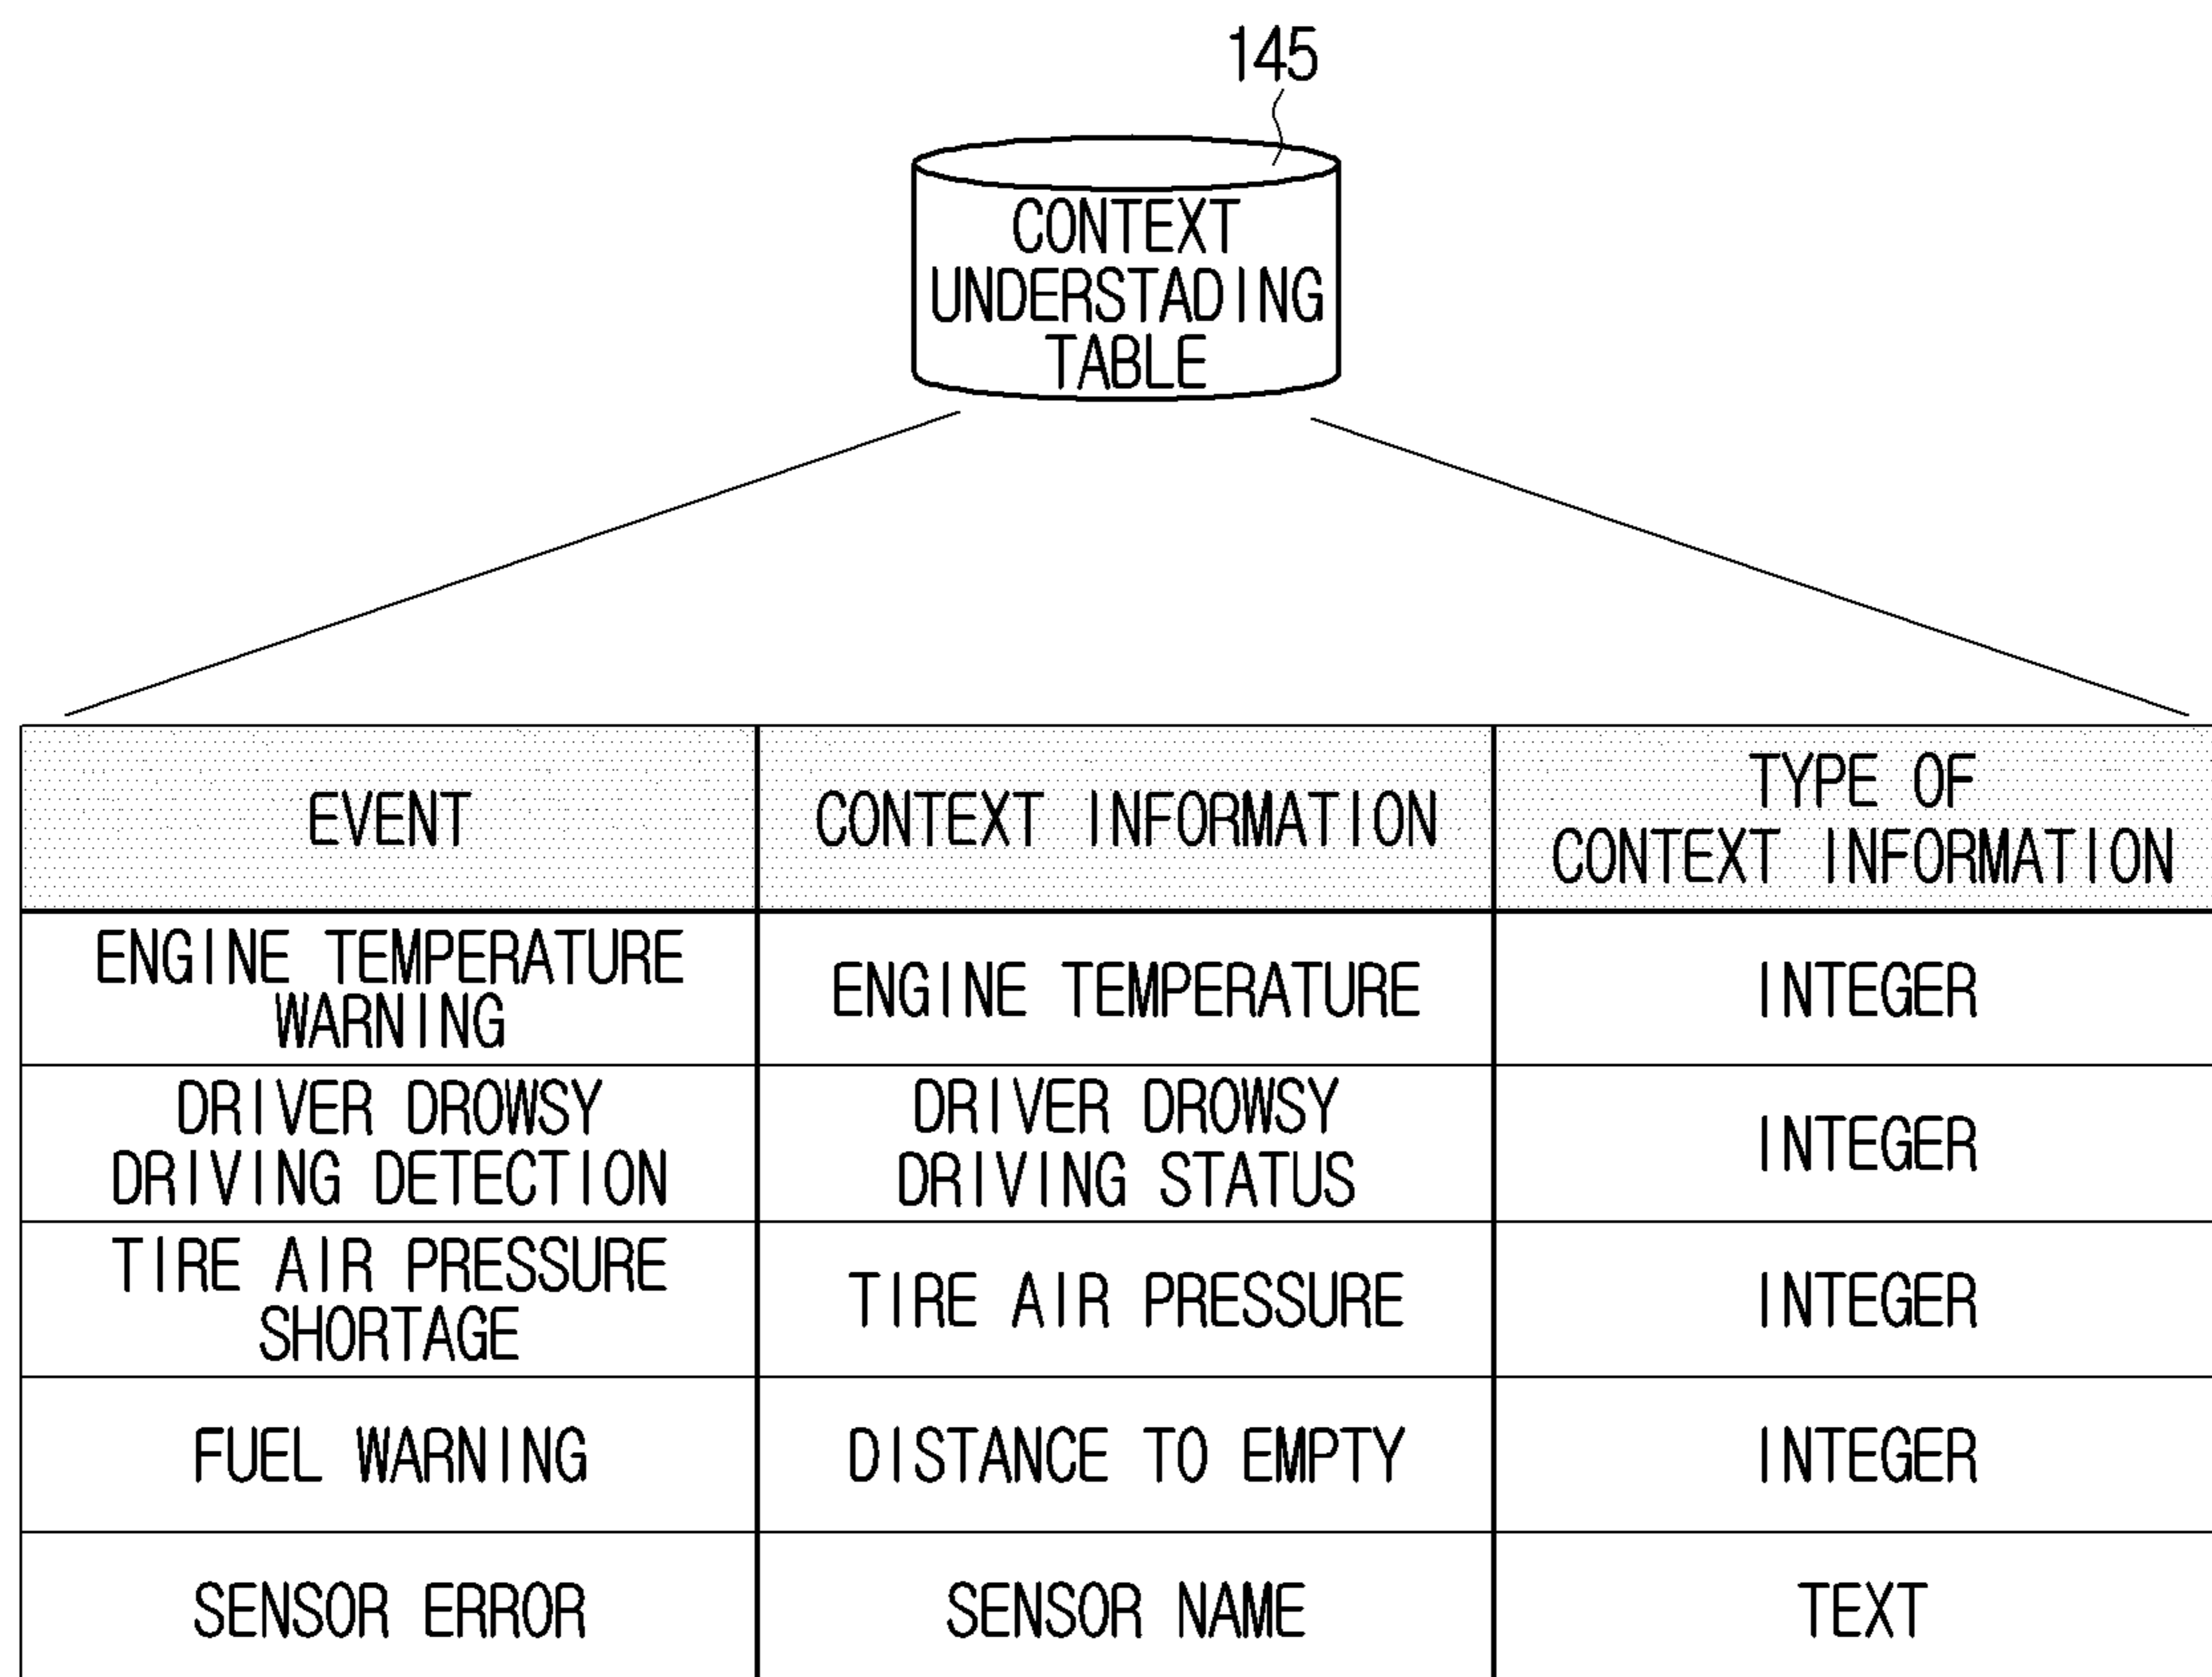 145
CONTEXT
UNDERSTADING
TABLE
EVENT
CONTEXT INFORMATION
TYPE OF
CONTEXT INFORMATION
ENGINE TEMPERATURE
WARNING
ENGINE TEMPERATURE
INTEGER
DRIVER DROWSY
DRIVING DETECTION
DRIVER DROWSY
DRIVING STATUS
INTEGER
TIRE AIR PRESSURE
SHORTAGE
TIRE AIR PRESSURE
INTEGER
FUEL WARNING
DISTANCE TO EMPTY
INTEGER
SENSOR ERROR
SENSOR NAME
TEXT